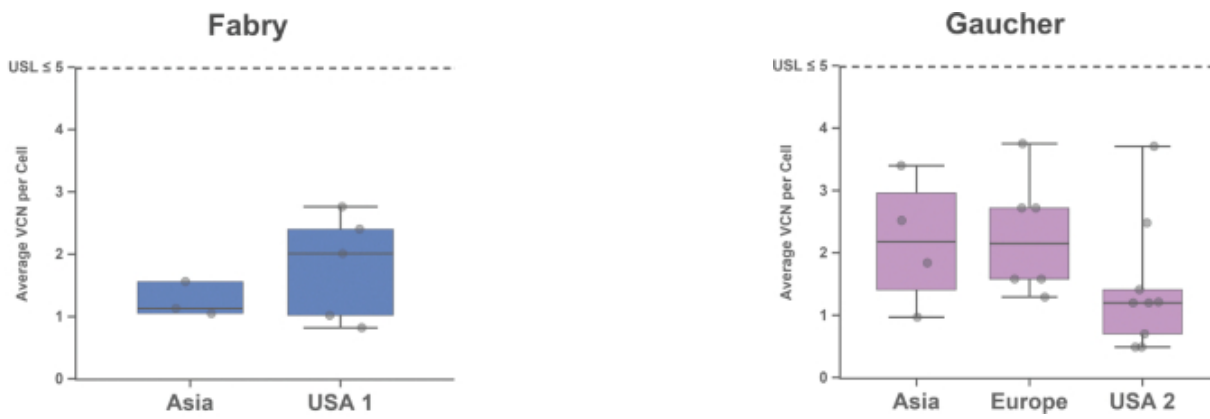 Fabry
USL ≤ 5
Average VCN per Cell
4
3
2
1
0
Asia USA 1
Gaucher
USL ≤ 5
Average VCN per Cell
4
3
2
1
0
Asia Europe USA 2